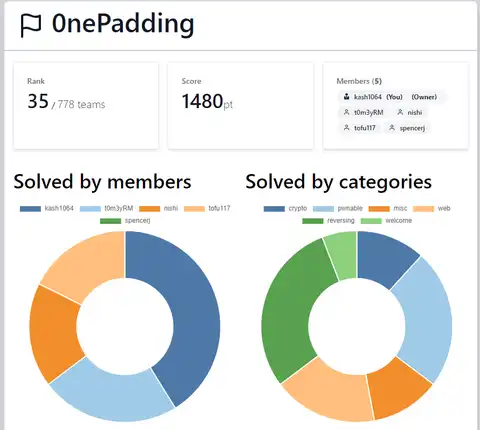 0nePadding
Rank
35 / 778 teams
Score
1480pt
Members (5)
kash1064 (You) (Owner)
t0m3yRM nishi
tofu117 spencerj
Solved by members
kash1064 t0m3yRM nishi tofu117
spencerj
Solved by categories
crypto pwnable misc web
reversing welcome